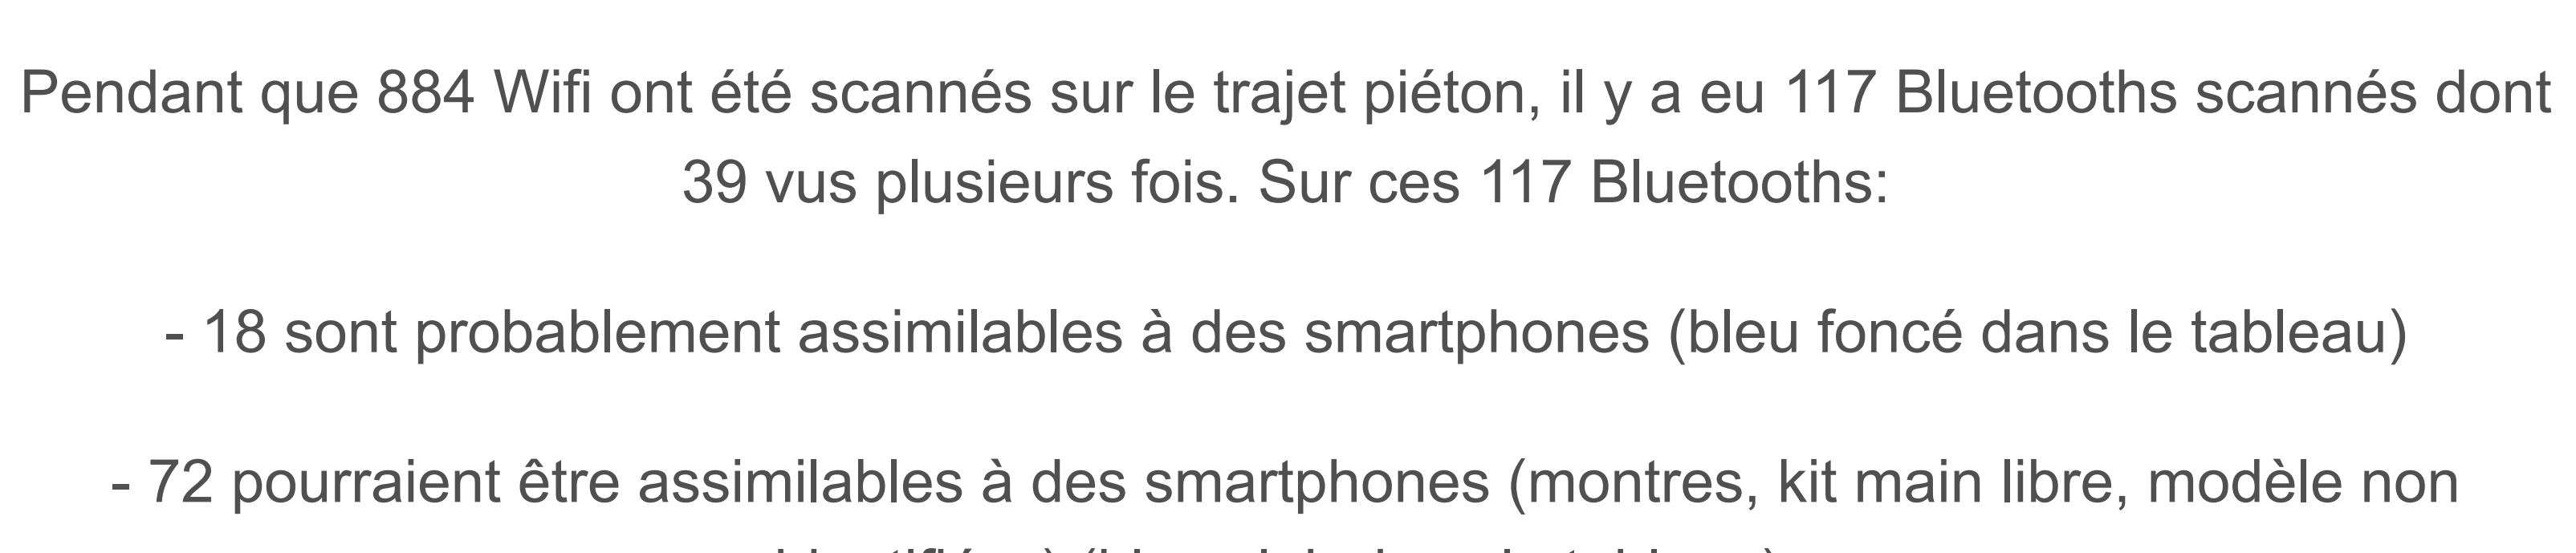 Pendant que 884 Wifi ont été scannés sur le trajet piéton, il y a eu 117 Bluetooths scannés dont
39 vus plusieurs fois. Sur ces 117 Bluetooths:
- 18 sont probablement assimilables à des smartphones (bleu foncé dans le tableau)
- 72 pourraient être assimilables à des smartphones (montres, kit main libre, modèle non